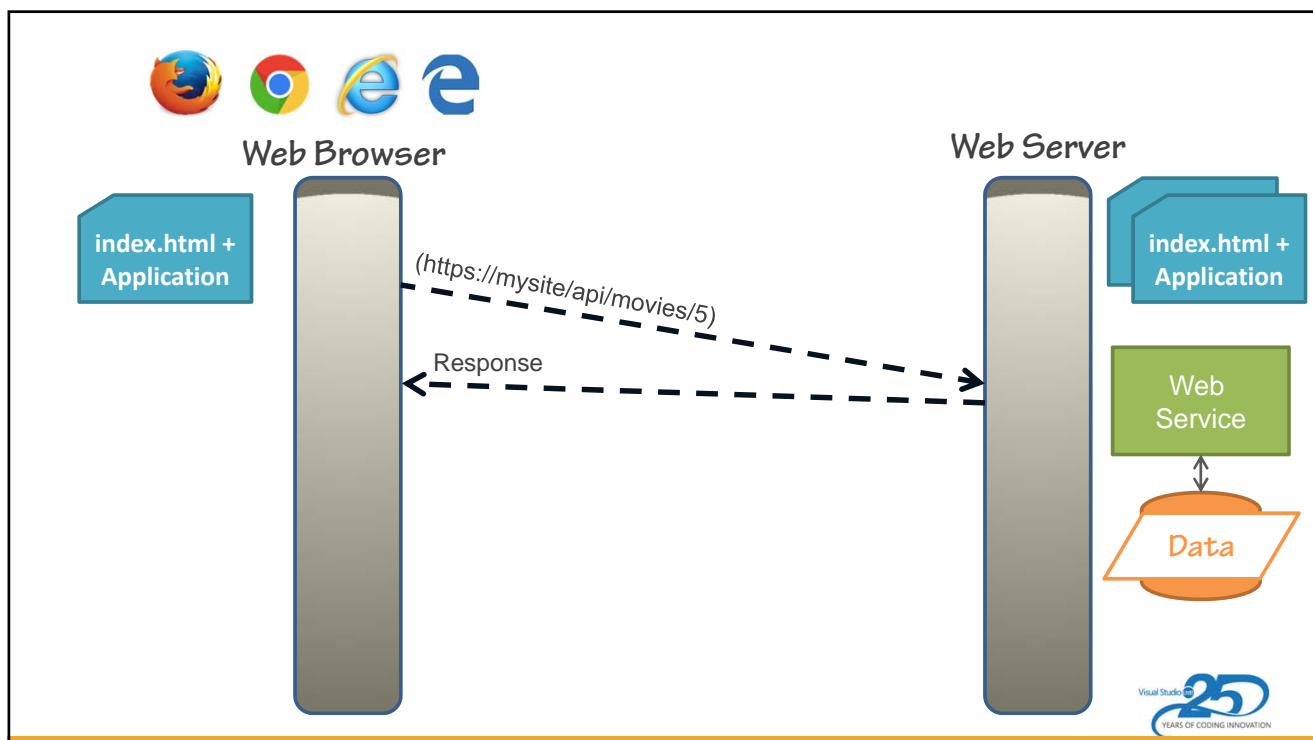 Web Browser
Web Server
index.html +
Application
(https://mysite/api/movies/5)
Response
index.html +
Application
Web
Service
Data
Visual Studio
25
YEARS OF CODING INNOVATION